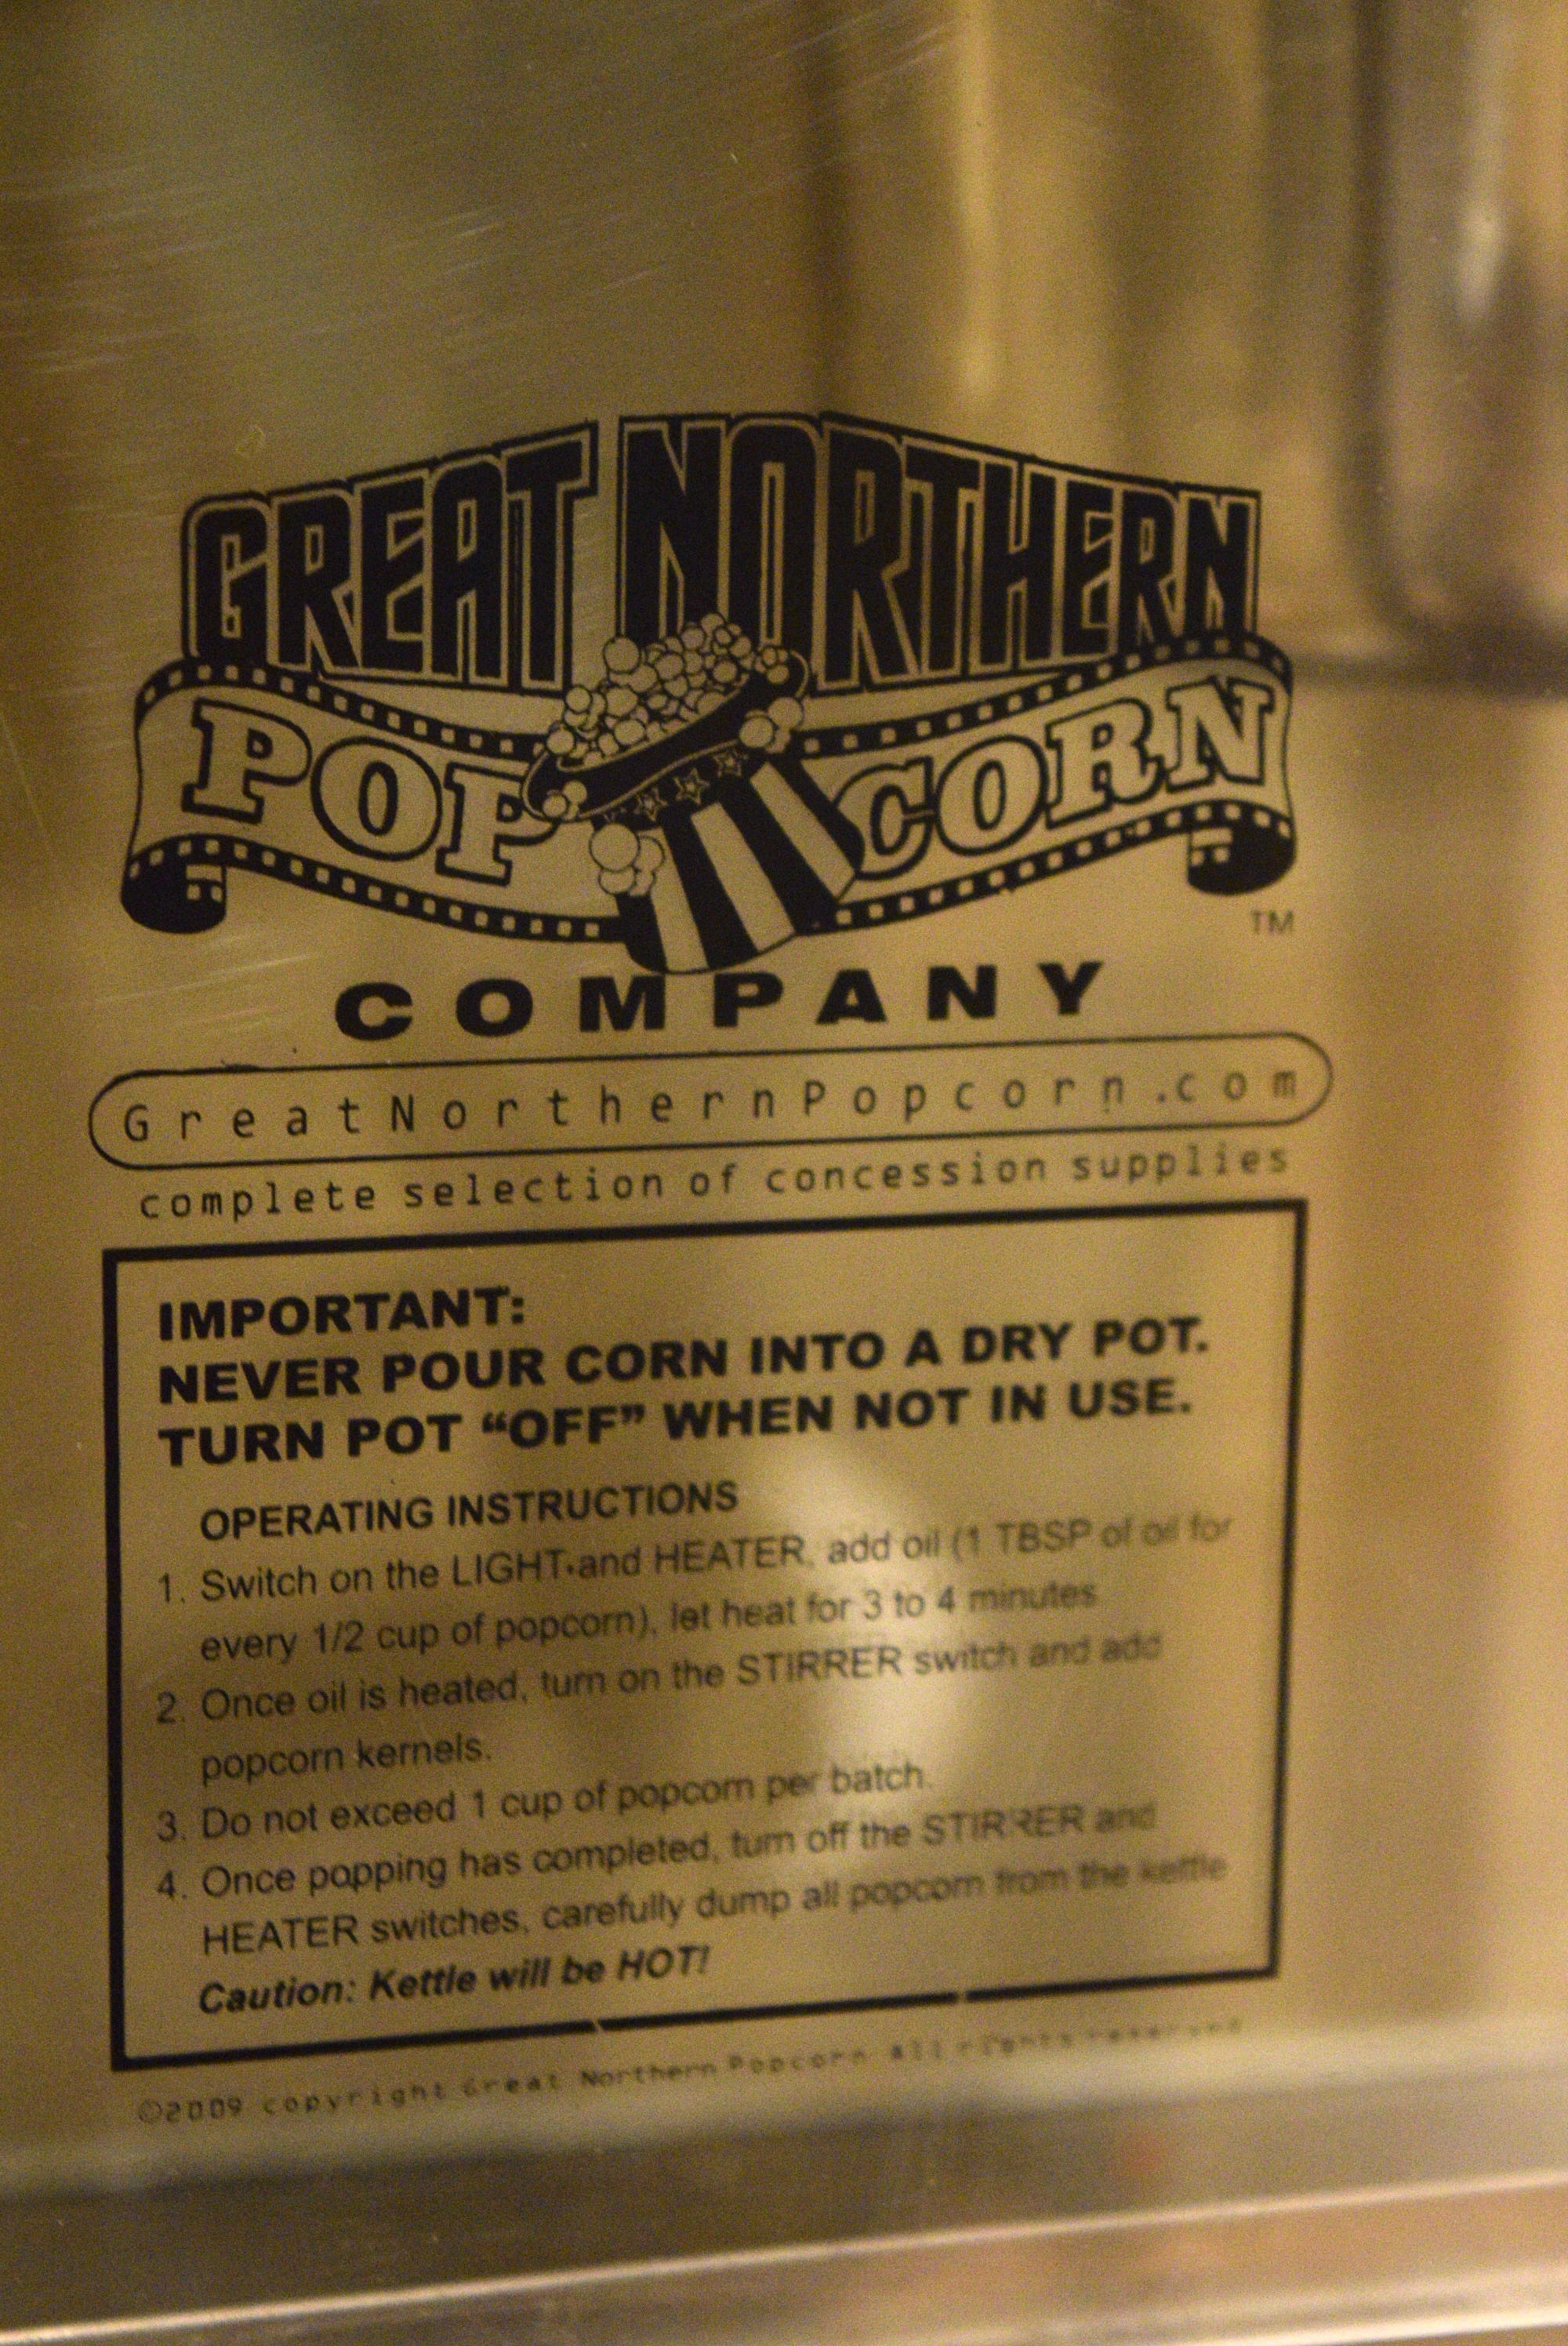 GREAT NORTHERN
POPCORN
TM
COMPANY
GreatNorthernPopcorn.com
complete selection of concession supplies
IMPORTANT:
NEVER POUR CORN INTO A DRY POT.
TURN POT “OFF” WHEN NOT IN USE.
OPERATING INSTRUCTIONS
1. Switch on the LIGHT and HEATER, add oil (1 TBSP of oil for
every 1/2 cup of popcorn), let heat for 3 to 4 minutes
2. Once oil is heated, turn on the STIRRER switch and add
popcorn kernels.
3. Do not exceed 1 cup of popcorn per batch.
4. Once popping has completed, turn off the STIRRER and
HEATER switches, carefully dump all popcorn from the kettle
Caution: Kettle will be HOT!
©2009 copyright Great Northern Popcorn all rights reserved